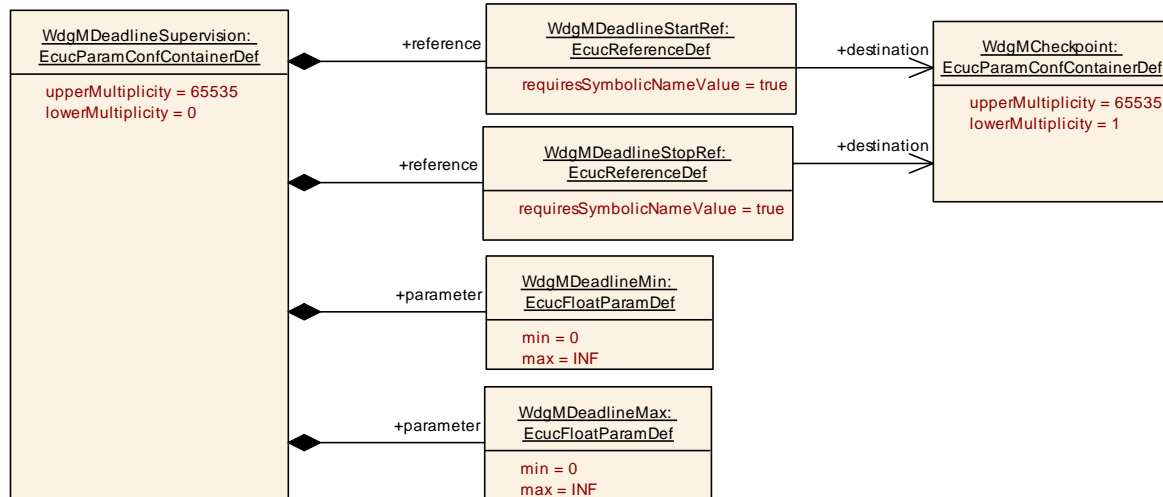 WdgMDeadlineSupervision:
EcucParamConfContainerDef
upperMultiplicity = 65535
lowerMultiplicity = 0
+reference
WdgMDeadlineStartRef:
EcucReferenceDef
requiresSymbolicNameValue = true
+destination
WdgMCheckpoint:
EcucParamConfContainerDef
upperMultiplicity = 65535
lowerMultiplicity = 1
+reference
WdgMDeadlineStopRef:
EcucReferenceDef
requiresSymbolicNameValue = true
+destination
+parameter
WdgMDeadlineMin:
EcucFloatParamDef
min = 0
max = INF
+parameter
WdgMDeadlineMax:
EcucFloatParamDef
min = 0
max = INF